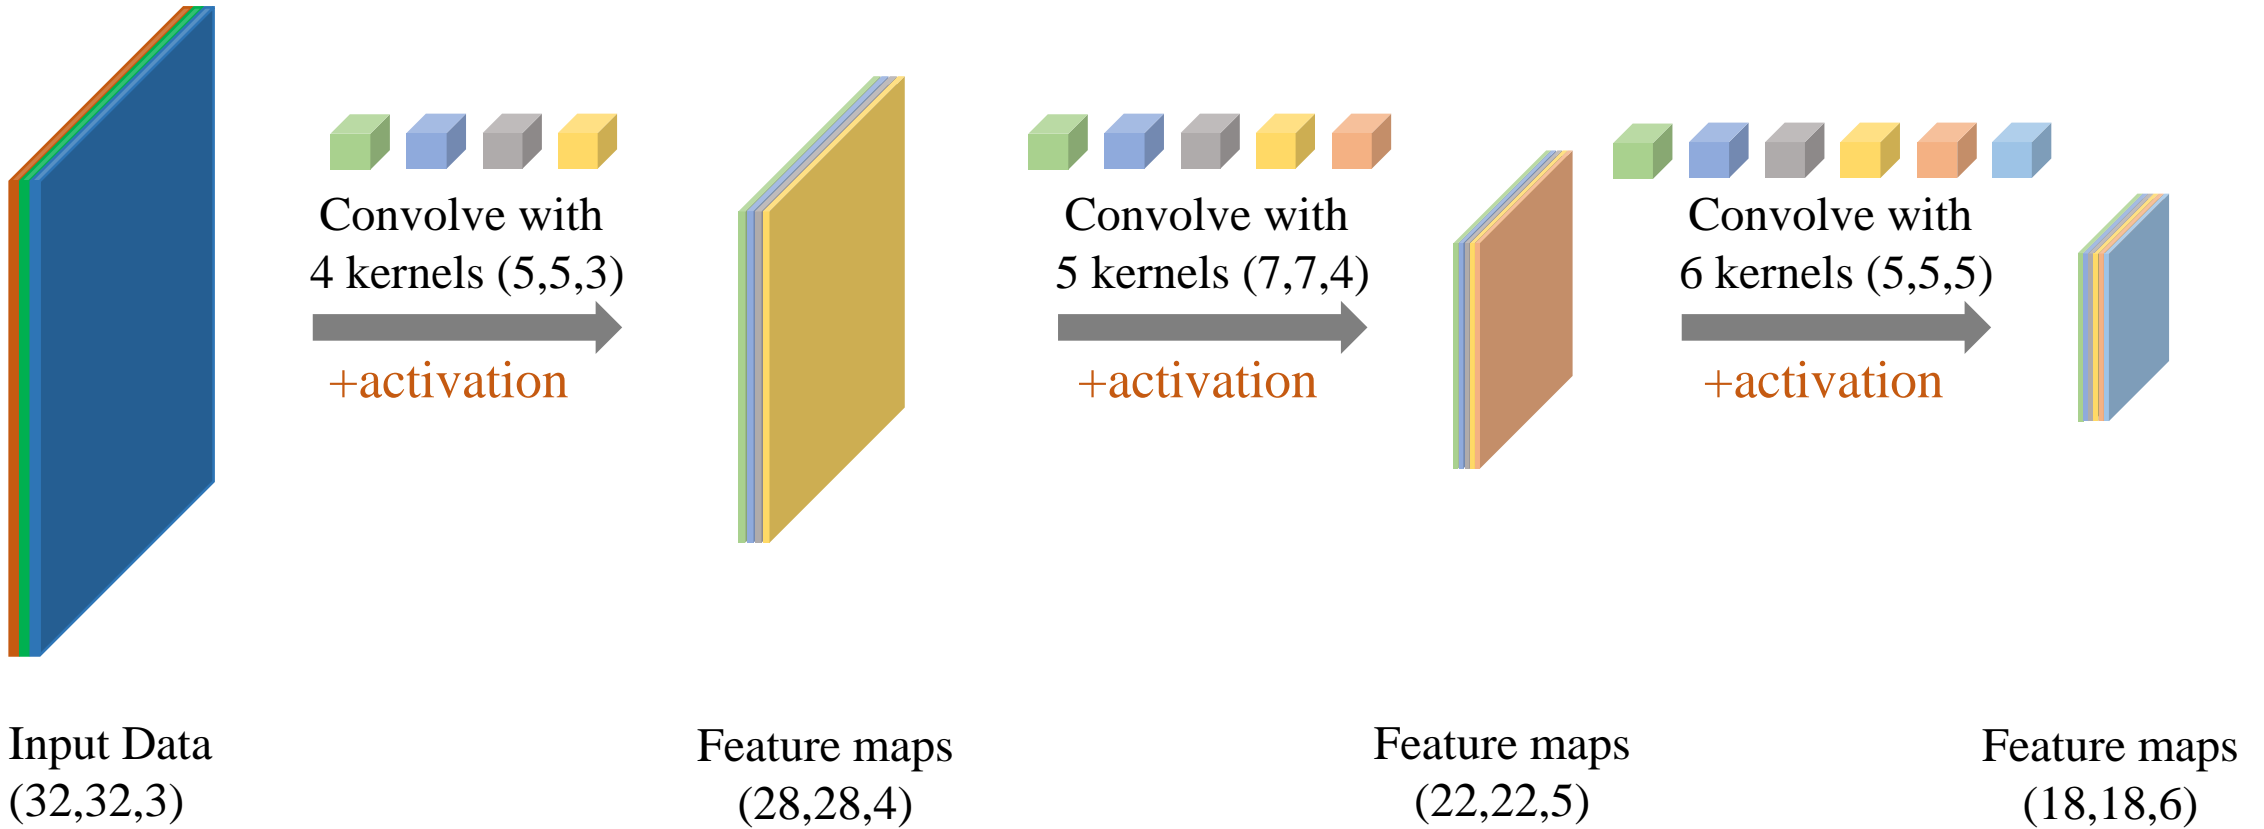 Convolve with
4 kernels (5,5,3)
+activation
Convolve with
5 kernels (7,7,4)
+activation
Convolve with
6 kernels (5,5,5)
+activation
Input Data
(32,32,3)
Feature maps
(28,28,4)
Feature maps
(22,22,5)
Feature maps
(18,18,6)